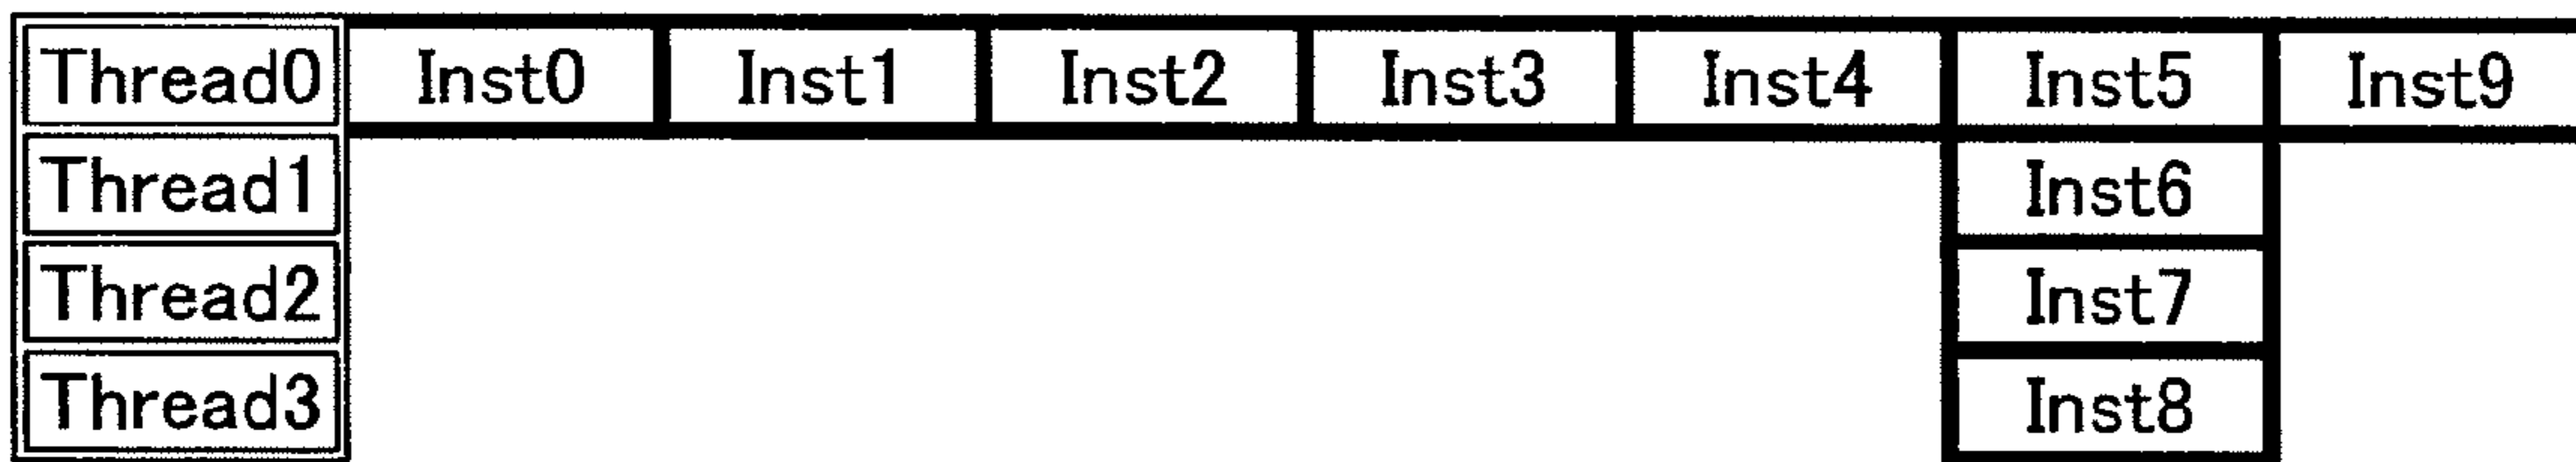 Thread0 Inst0 Inst1 Inst2 Inst3 Inst4 Inst5 Inst9
Thread1 Inst6
Thread2 Inst7
Thread3 Inst8